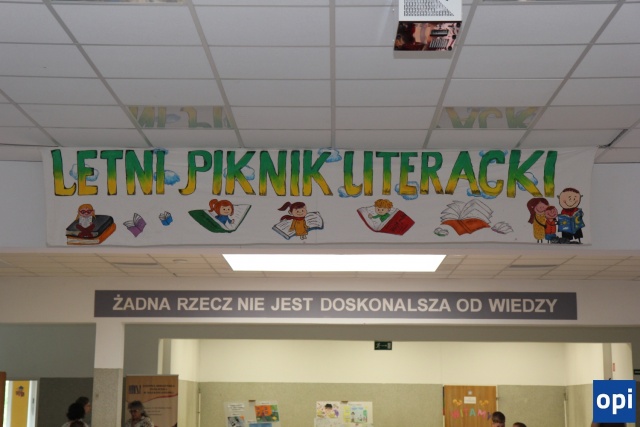 LETNI PIKNIK LITERACKI
ŻADNA RZECZ NIE JEST DOSKONALSZA OD WIEDZY
opi